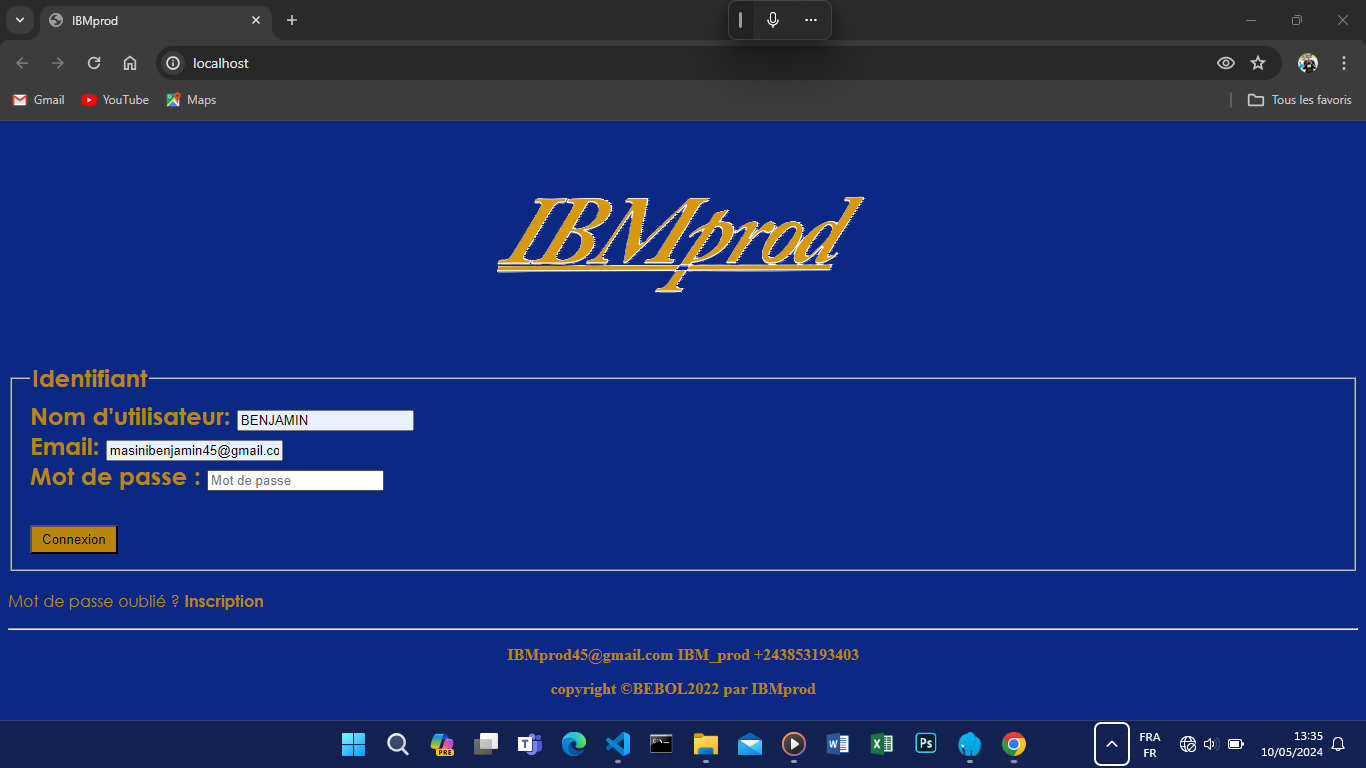 IBMprod
localhost
Gmail YouTube Maps Tous les favoris
IBMprod
Identifiant
Nom d'utilisateur: BENJAMIN
Email: masinibenjamin45@gmail.co
Mot de passe : Mot de passe
Connexion
Mot de passe oublié ? Inscription
IBMprod45@gmail.com IBM_prod +243853193403
copyright ©BEBOL2022 par IBMprod
PRE
Ps
FRA
FR
13:35
10/05/2024